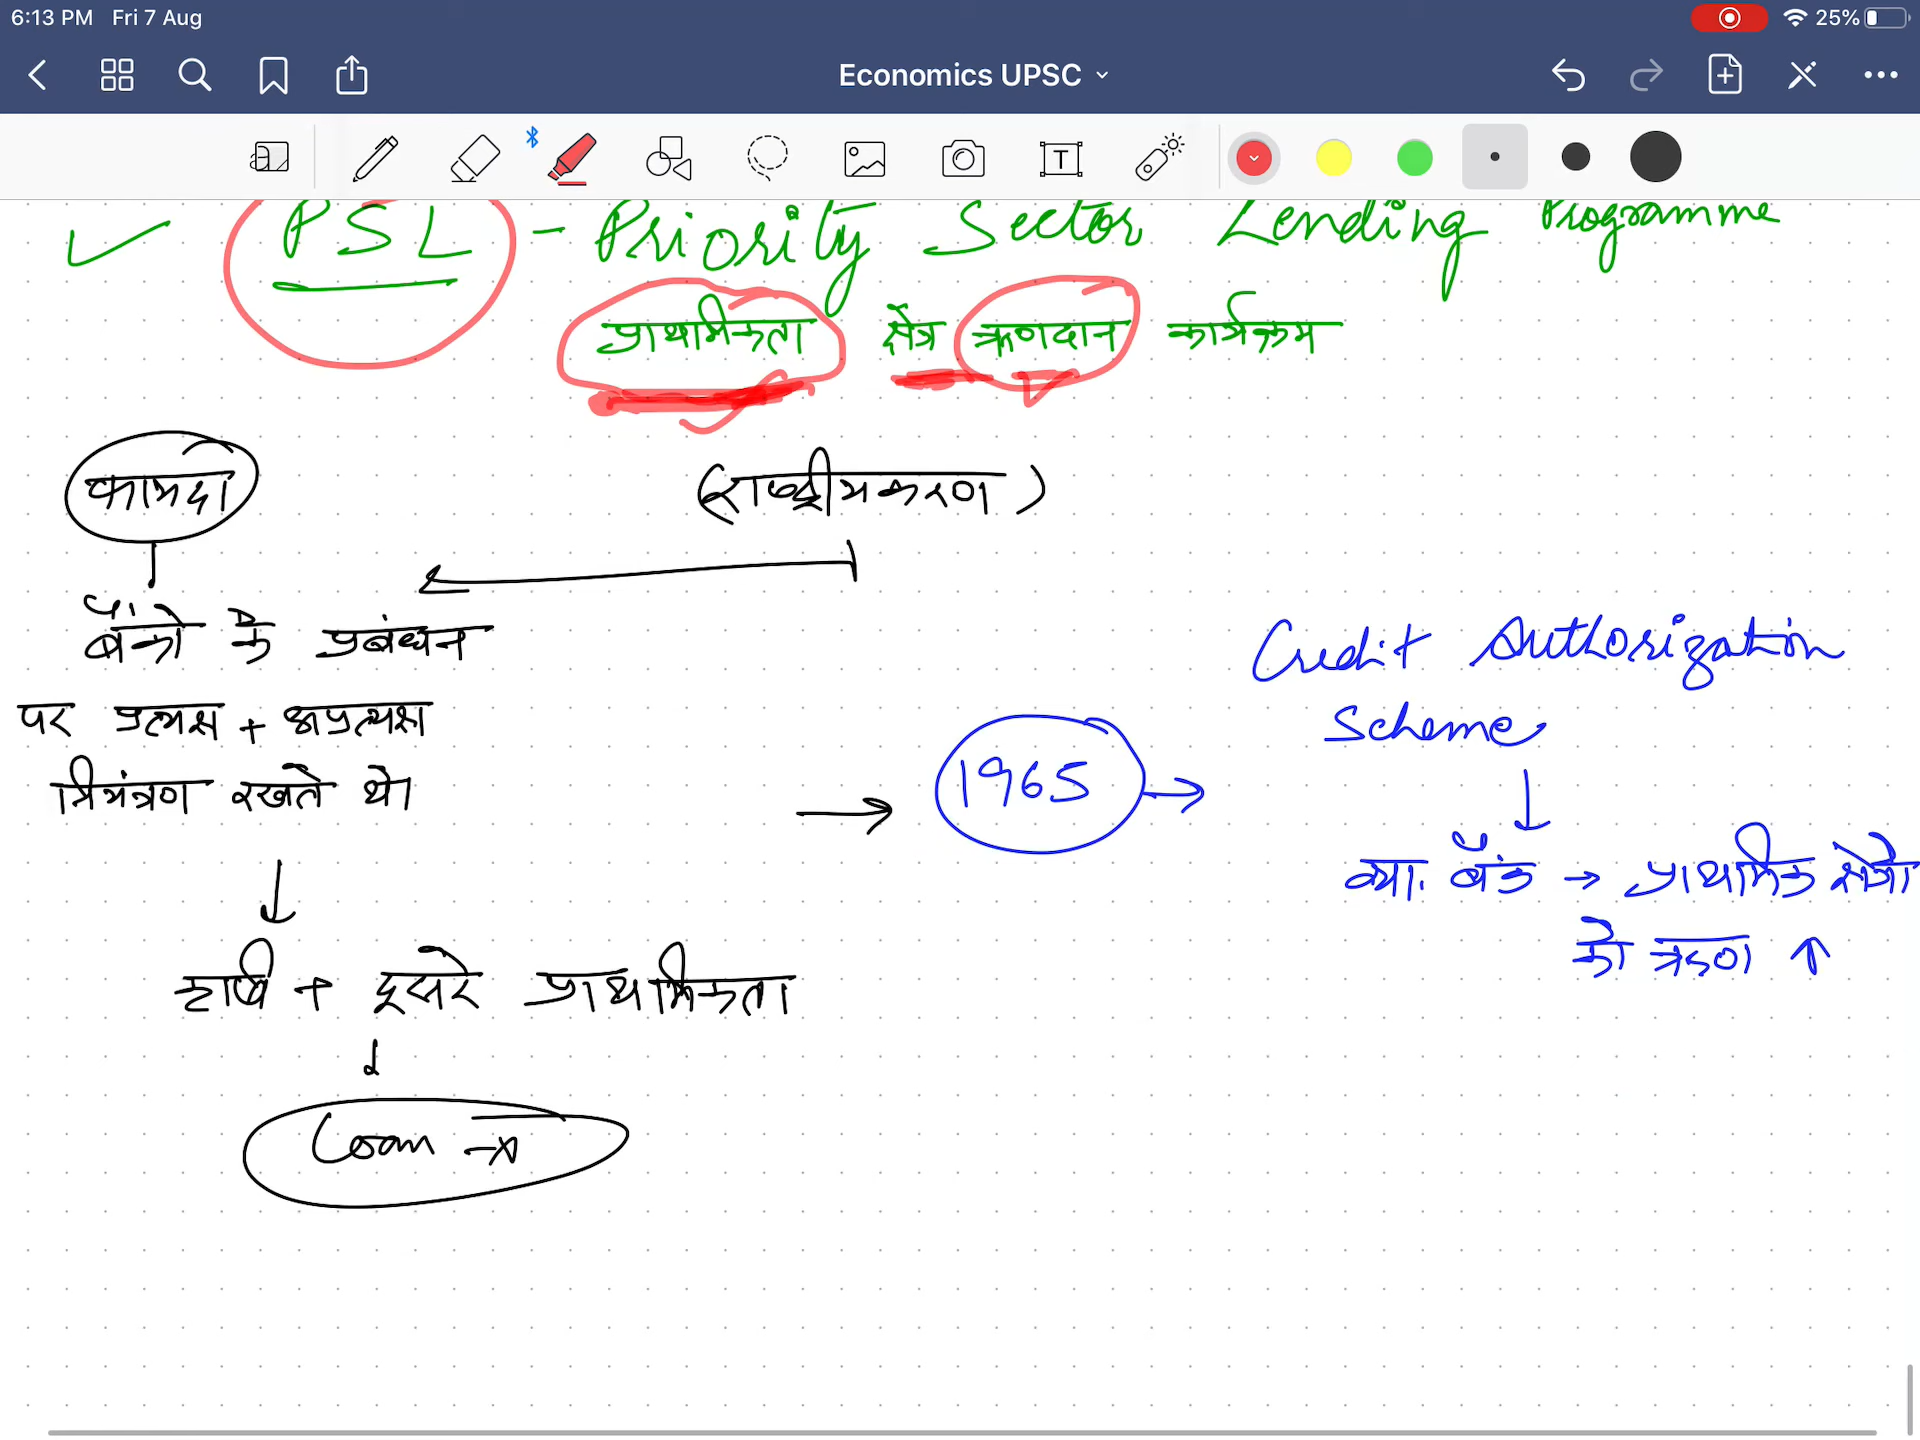 6:13 PM Fri 7 Aug 25%
Economics UPSC
PSL - Priority Sector Lending Programme
प्राथमिकता क्षेत्र ऋणदान कार्यक्रम
(राष्ट्रीयकरण)
बैंको के प्रबंधन
पर प्रत्यक्ष + अप्रत्यक्ष
नियंत्रण रखते थे।
कृषि + दूसरे प्राथमिकता
Loan -x
1965
Credit Authorization
Scheme
व्या. बैंक → प्राथमिक क्षेत्रो
को ऋण ↑